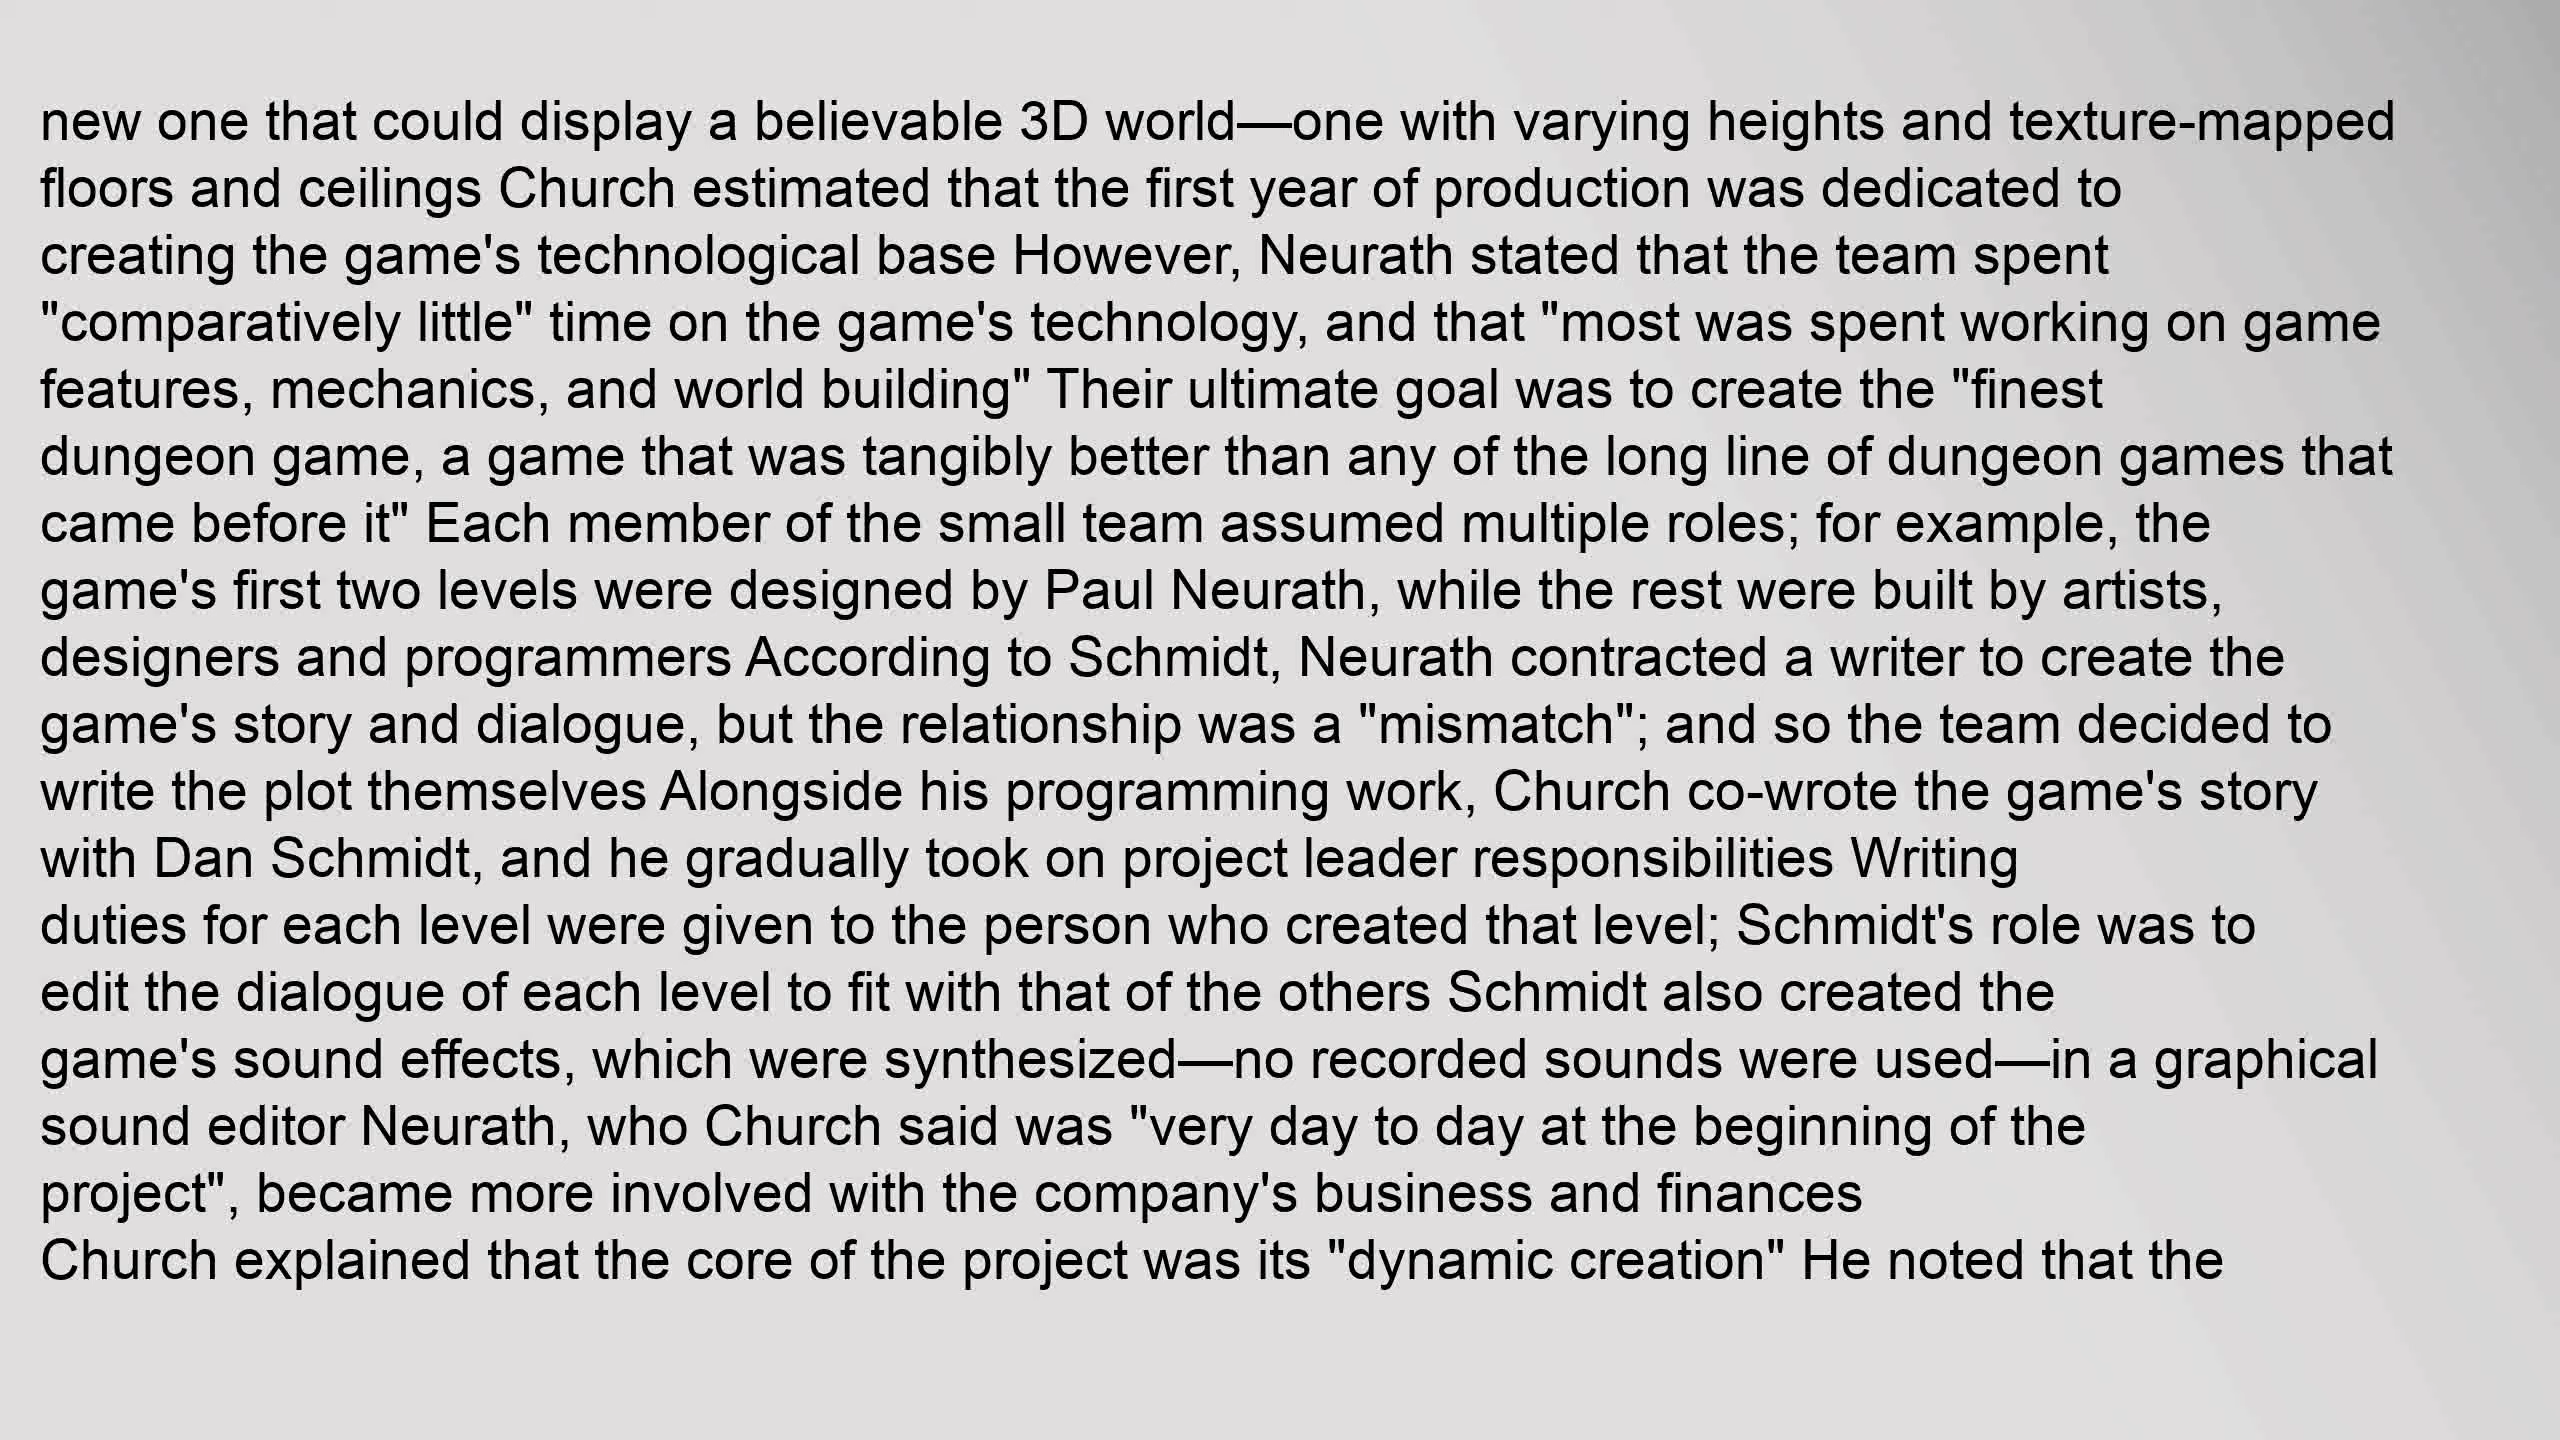 new one that could display a believable 3D world—one with varying heights and texture-mapped
floors and ceilings Church estimated that the first year of production was dedicated to
creating the game's technological base However, Neurath stated that the team spent
"comparatively little" time on the game's technology, and that "most was spent working on game
features, mechanics, and world building" Their ultimate goal was to create the "finest
dungeon game, a game that was tangibly better than any of the long line of dungeon games that
came before it" Each member of the small team assumed multiple roles; for example, the
game's first two levels were designed by Paul Neurath, while the rest were built by artists,
designers and programmers According to Schmidt, Neurath contracted a writer to create the
game's story and dialogue, but the relationship was a "mismatch"; and so the team decided to
write the plot themselves Alongside his programming work, Church co-wrote the game's story
with Dan Schmidt, and he gradually took on project leader responsibilities Writing
duties for each level were given to the person who created that level; Schmidt's role was to
edit the dialogue of each level to fit with that of the others Schmidt also created the
game's sound effects, which were synthesized—no recorded sounds were used—in a graphical
sound editor Neurath, who Church said was "very day to day at the beginning of the
project", became more involved with the company's business and finances
Church explained that the core of the project was its "dynamic creation" He noted that the